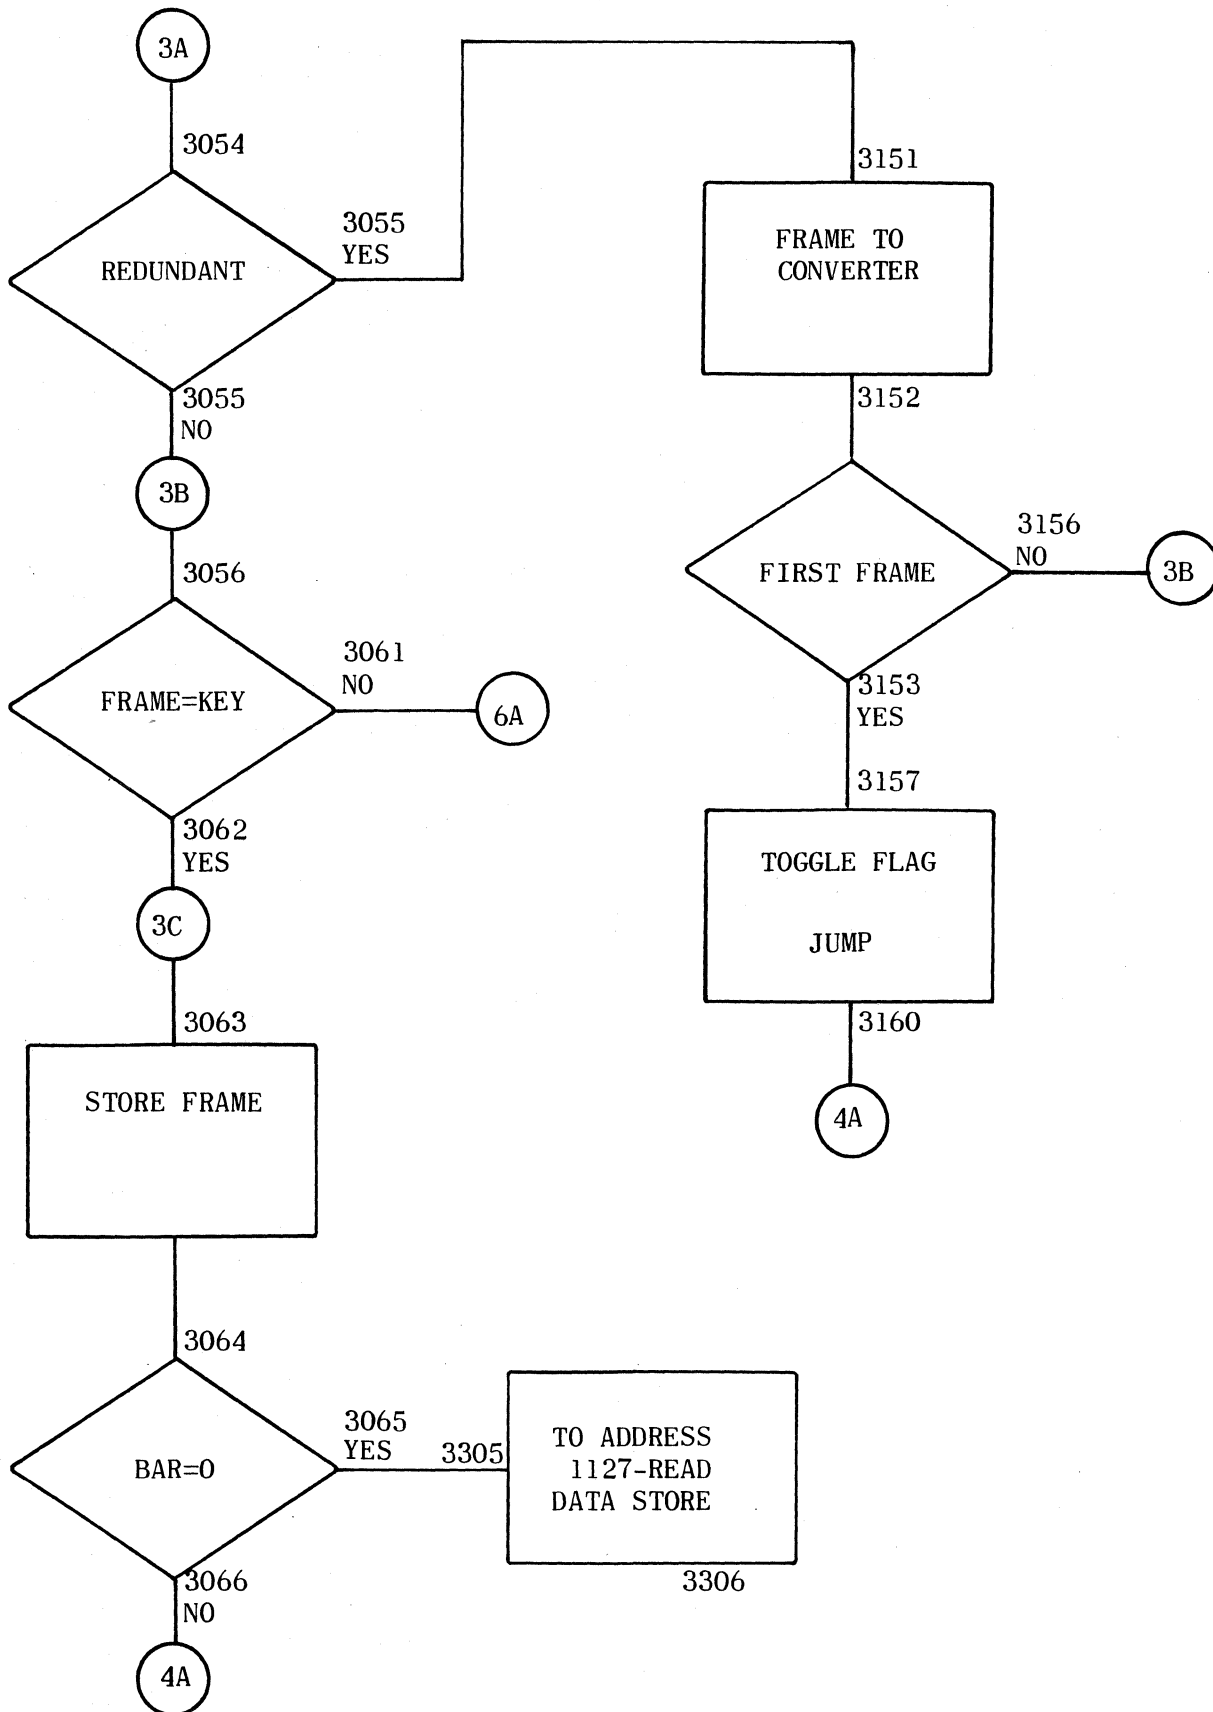 3A
3054
REDUNDANT
3055
YES
3055
NO
3B
3056
FRAME=KEY
3061
NO
6A
3062
YES
3C
3063
STORE FRAME
3064
BAR=0
3065
YES
3305
TO ADDRESS
1127-READ
DATA STORE
3306
3066
NO
4A
3151
FRAME TO
CONVERTER
3152
FIRST FRAME
3156
NO
3B
3153
YES
3157
TOGGLE FLAG
JUMP
3160
4A